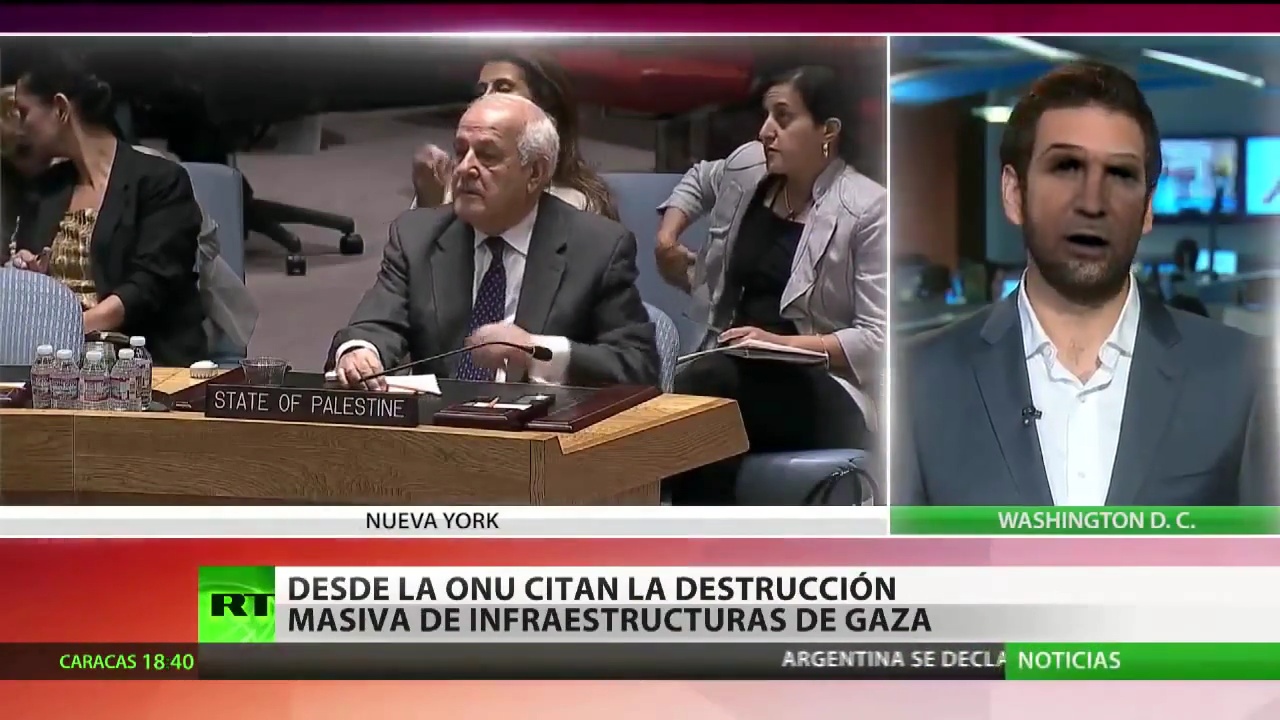 STATE OF PALESTINE
NUEVA YORK
WASHINGTON D. C.
RT
DESDE LA ONU CITAN LA DESTRUCCIÓN
MASIVA DE INFRAESTRUCTURAS DE GAZA
CARACAS 18:40
ARGENTINA SE DECLA
NOTICIAS